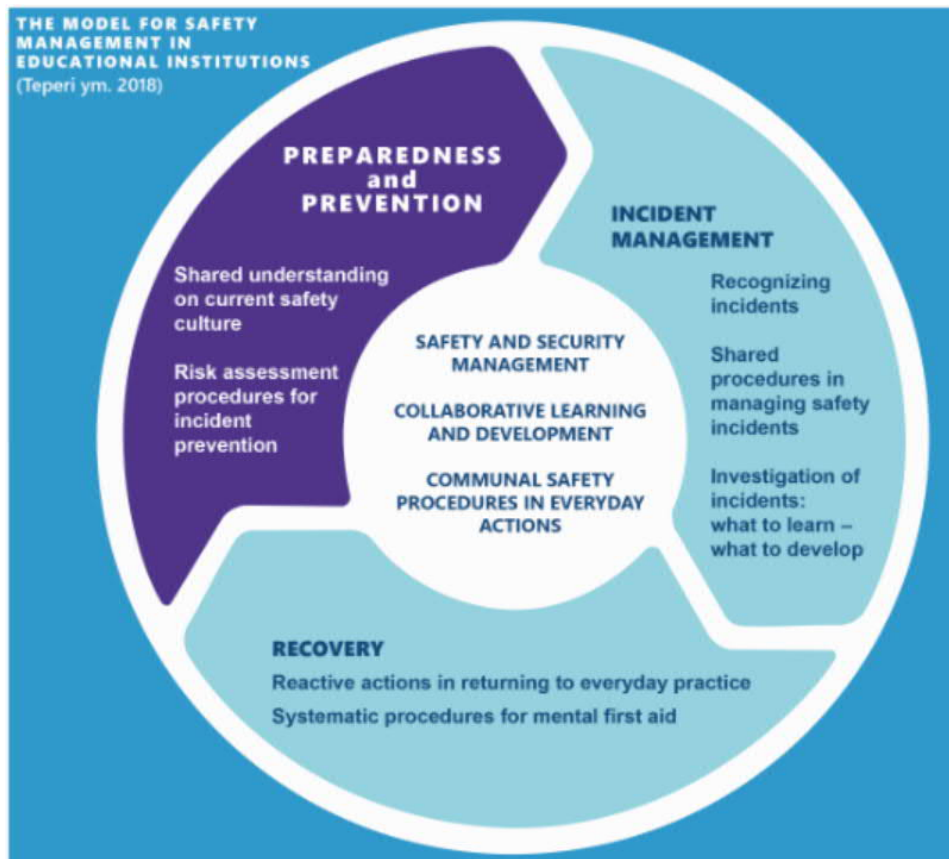 THE MODEL FOR SAFETY
MANAGEMENT IN
EDUCATIONAL INSTITUTIONS
(Teperi ym. 2018)
PREPAREDNESS
and
PREVENTION
Shared understanding
on current safety
culture
Risk assessment
procedures for
incident
prevention
INCIDENT
MANAGEMENT
Recognizing
incidents
Shared
procedures in
managing safety
incidents
Investigation of
incidents:
what to learn –
what to develop
SAFETY AND SECURITY
MANAGEMENT
COLLABORATIVE LEARNING
AND DEVELOPMENT
COMMUNAL SAFETY
PROCEDURES IN EVERYDAY
ACTIONS
RECOVERY
Reactive actions in returning to everyday practice
Systematic procedures for mental first aid